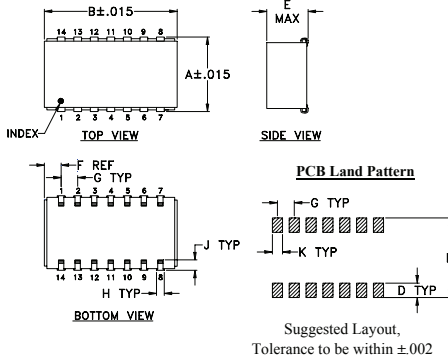 B±.015
E
MAX
14 13 12 11 10 9 8
A±.015
INDEX
1 2 3 4 5 6 7
TOP VIEW
SIDE VIEW
F REF
G TYP
1 2 3 4 5 6 7
J TYP
14 13 12 11 10 9 8
H TYP
BOTTOM VIEW
PCB Land Pattern
G TYP
K TYP
D TYP
Suggested Layout,
Tolerance to be within ±.002